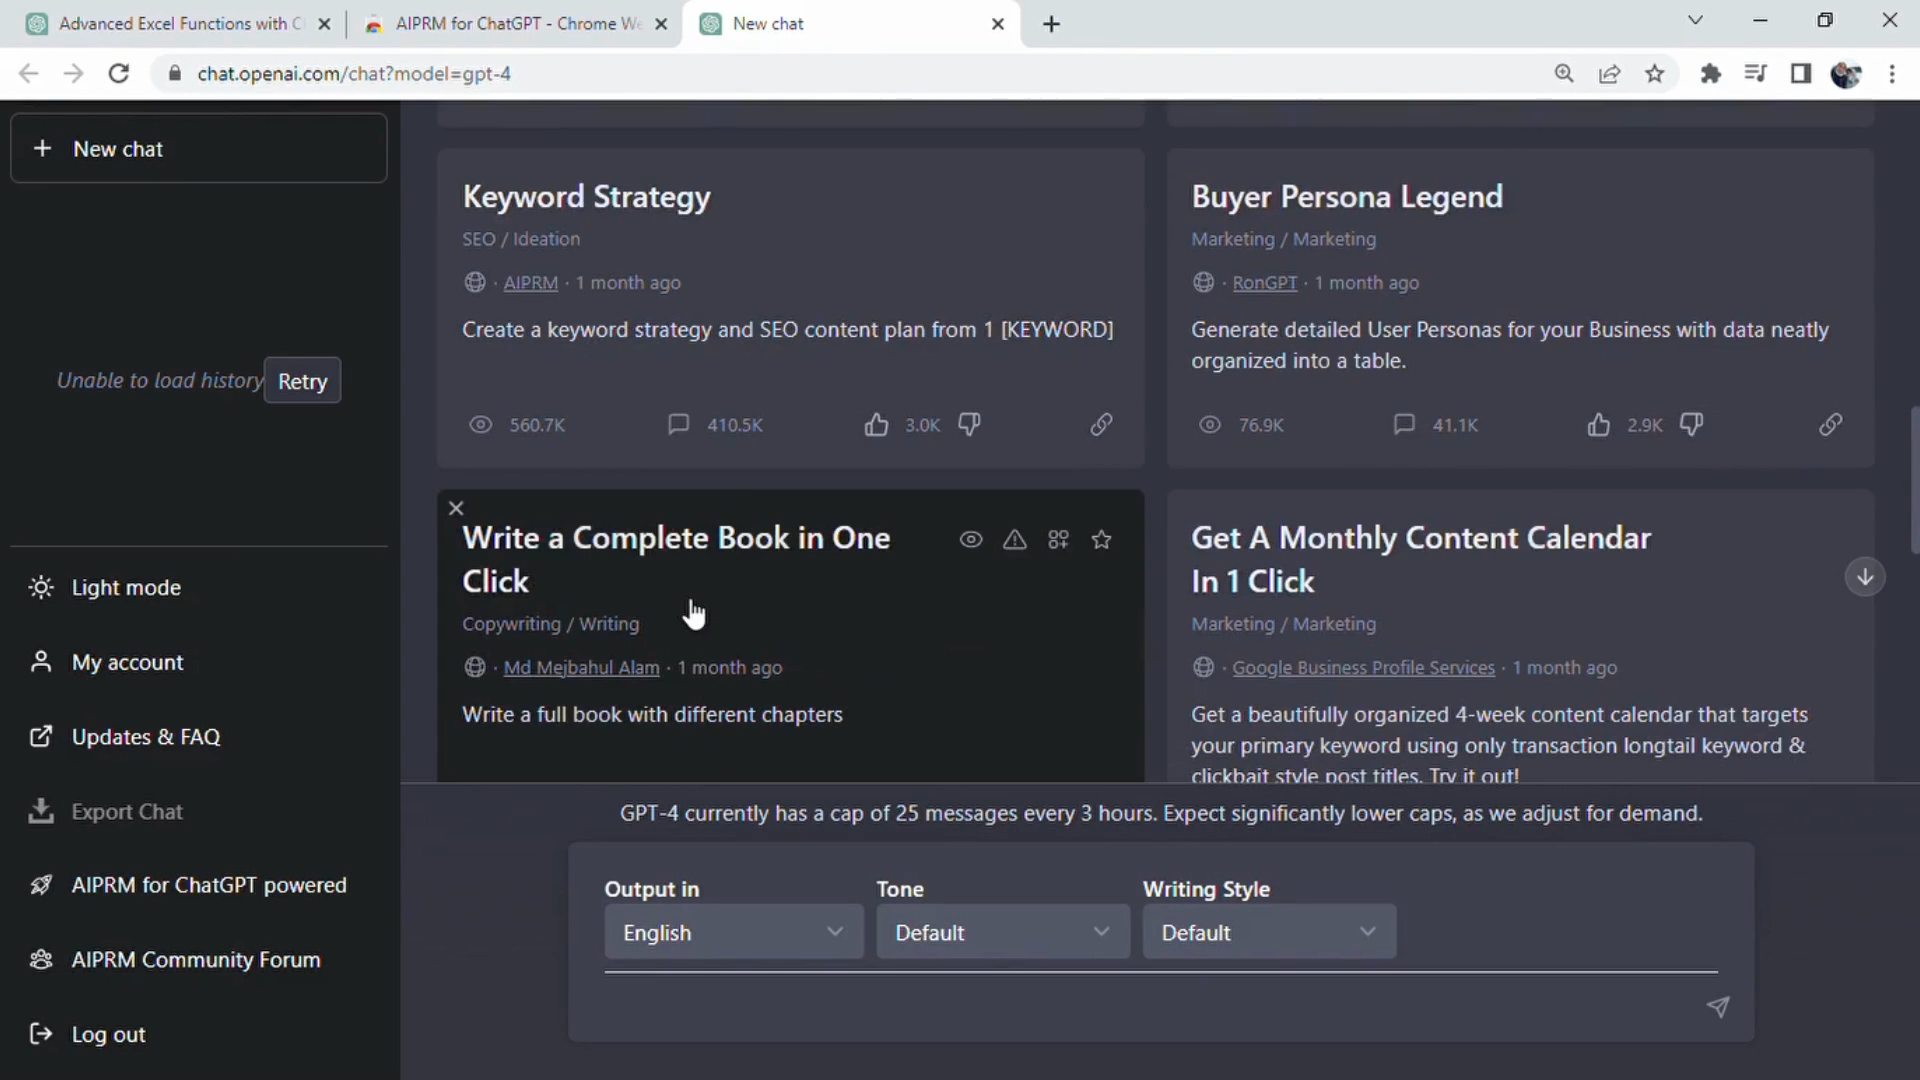 Advanced Excel Functions with C
AIPRM for ChatGPT - Chrome We
New chat
chat.openai.com/chat?model=gpt-4
New chat
Unable to load history
Retry
Light mode
My account
Updates & FAQ
Export Chat
AIPRM for ChatGPT powered
AIPRM Community Forum
Log out
Keyword Strategy
SEO / Ideation
· AIPRM · 1 month ago
Create a keyword strategy and SEO content plan from 1 [KEYWORD]
560.7K 410.5K 3.0K
Buyer Persona Legend
Marketing / Marketing
· RonGPT · 1 month ago
Generate detailed User Personas for your Business with data neatly
organized into a table.
76.9K 41.1K 2.9K
Write a Complete Book in One
Click
Copywriting / Writing
· Md Mejbahul Alam · 1 month ago
Write a full book with different chapters
Get A Monthly Content Calendar
In 1 Click
Marketing / Marketing
· Google Business Profile Services · 1 month ago
Get a beautifully organized 4-week content calendar that targets
your primary keyword using only transaction longtail keyword &
clickbait style post titles. Try it out!
GPT-4 currently has a cap of 25 messages every 3 hours. Expect significantly lower caps, as we adjust for demand.
Output in Tone Writing Style
English Default Default